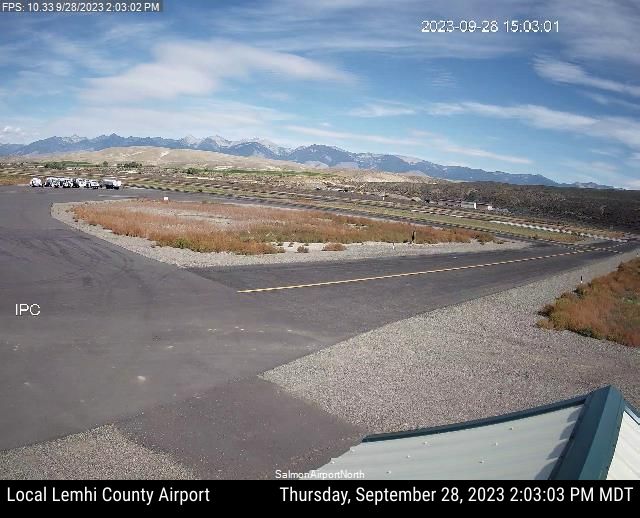 FPS: 10.33 9/28/2023 2:03:02 PM
2023-09-28 15:03:01
IPC
SalmonAirportNorth
Local Lemhi County Airport Thursday, September 28, 2023 2:03:03 PM MDT